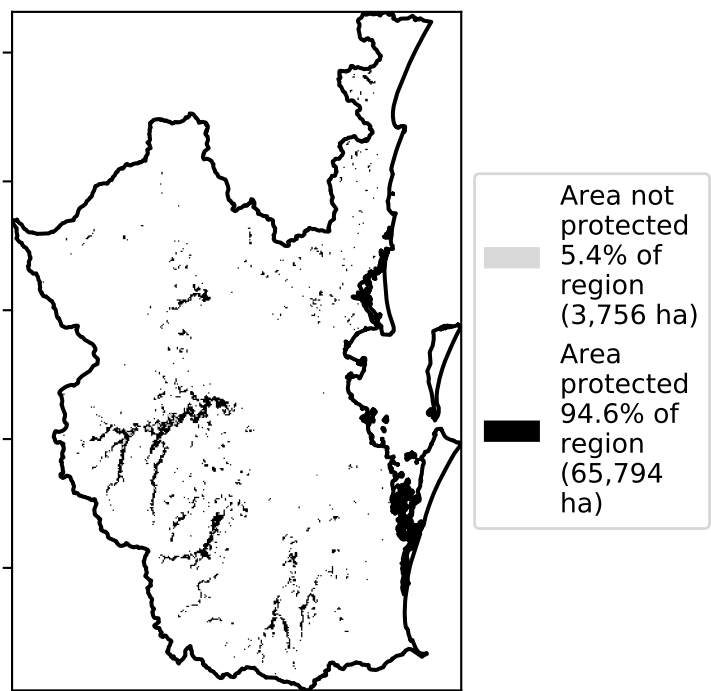 Area not
protected
5.4% of
region
(3,756 ha)
Area
protected
94.6% of
region
(65,794
ha)